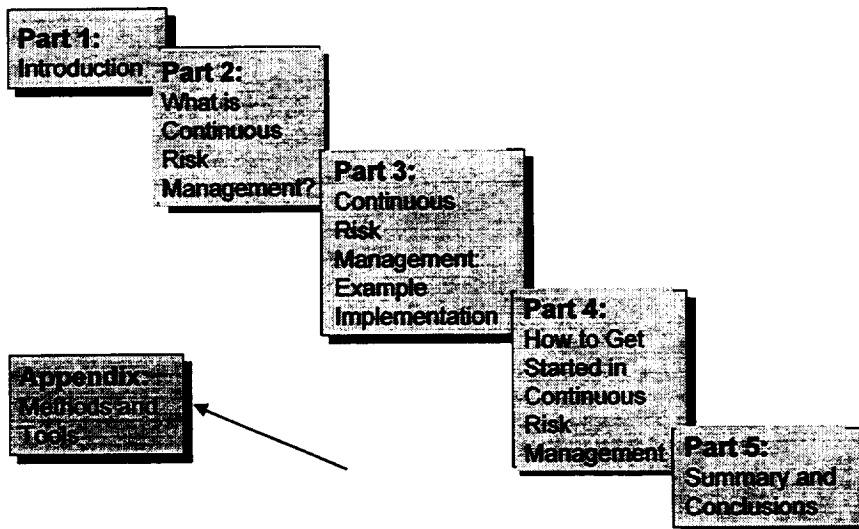 Part 1:
Introduction
Part 2:
What is
Continuous
Risk
Management?
Part 3:
Continuous
Risk
Management:
Example
Implementation
Part 4:
How to Get
Started in
Continuous
Risk
Management
Part 5:
Summary and
Conclusions
Appendix:
Methods and
Tools